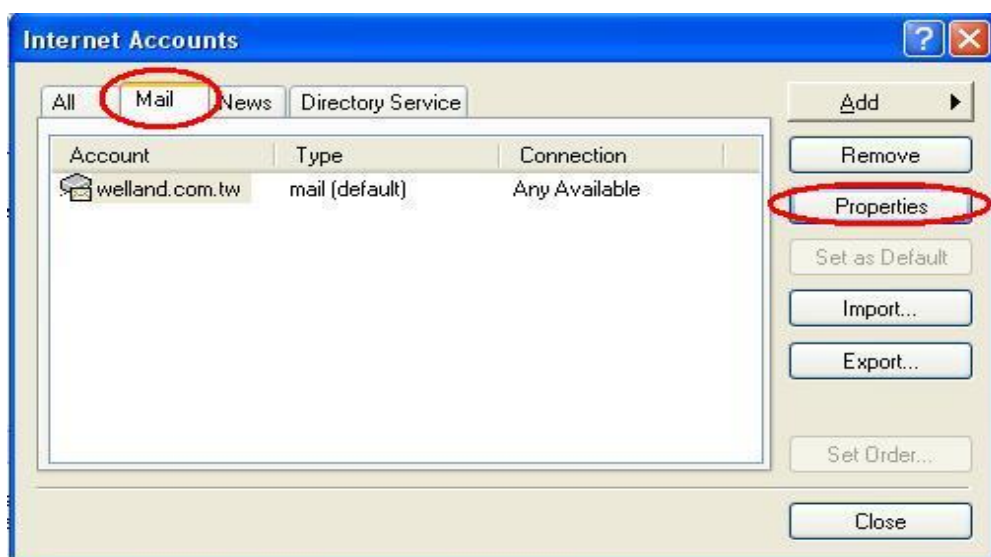 Internet Accounts
All Mail News Directory Service
Add
Account Type Connection
Remove
welland.com.tw mail (default) Any Available
Properties
Set as Default
Import...
Export...
Set Order...
Close